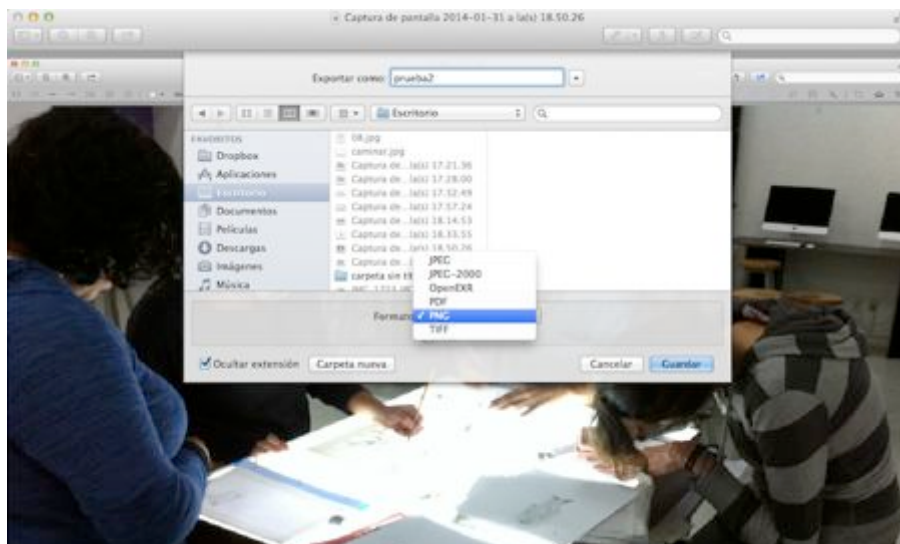 Captura de pantalla 2014-01-31 a la(s) 18.50.26
Exportar como: prueba2
Escritorio
FAVORITOS
Dropbox
Aplicaciones
Escritorio
Documentos
Películas
Descargas
Imágenes
Música
08.jpg
caminar.jpg
Captura de...la(s) 17.21.36
Captura de...la(s) 17.28.00
Captura de...la(s) 17.32.49
Captura de...la(s) 17.57.24
Captura de...la(s) 18.14.53
Captura de...la(s) 18.33.55
Captura de...la(s) 18.50.26
Captura de
carpeta sin tít
JPEG
JPEG-2000
OpenEXR
PDF
Formato ✓ PNG
TIFF
Ocultar extensión
Carpeta nueva
Cancelar
Guardar